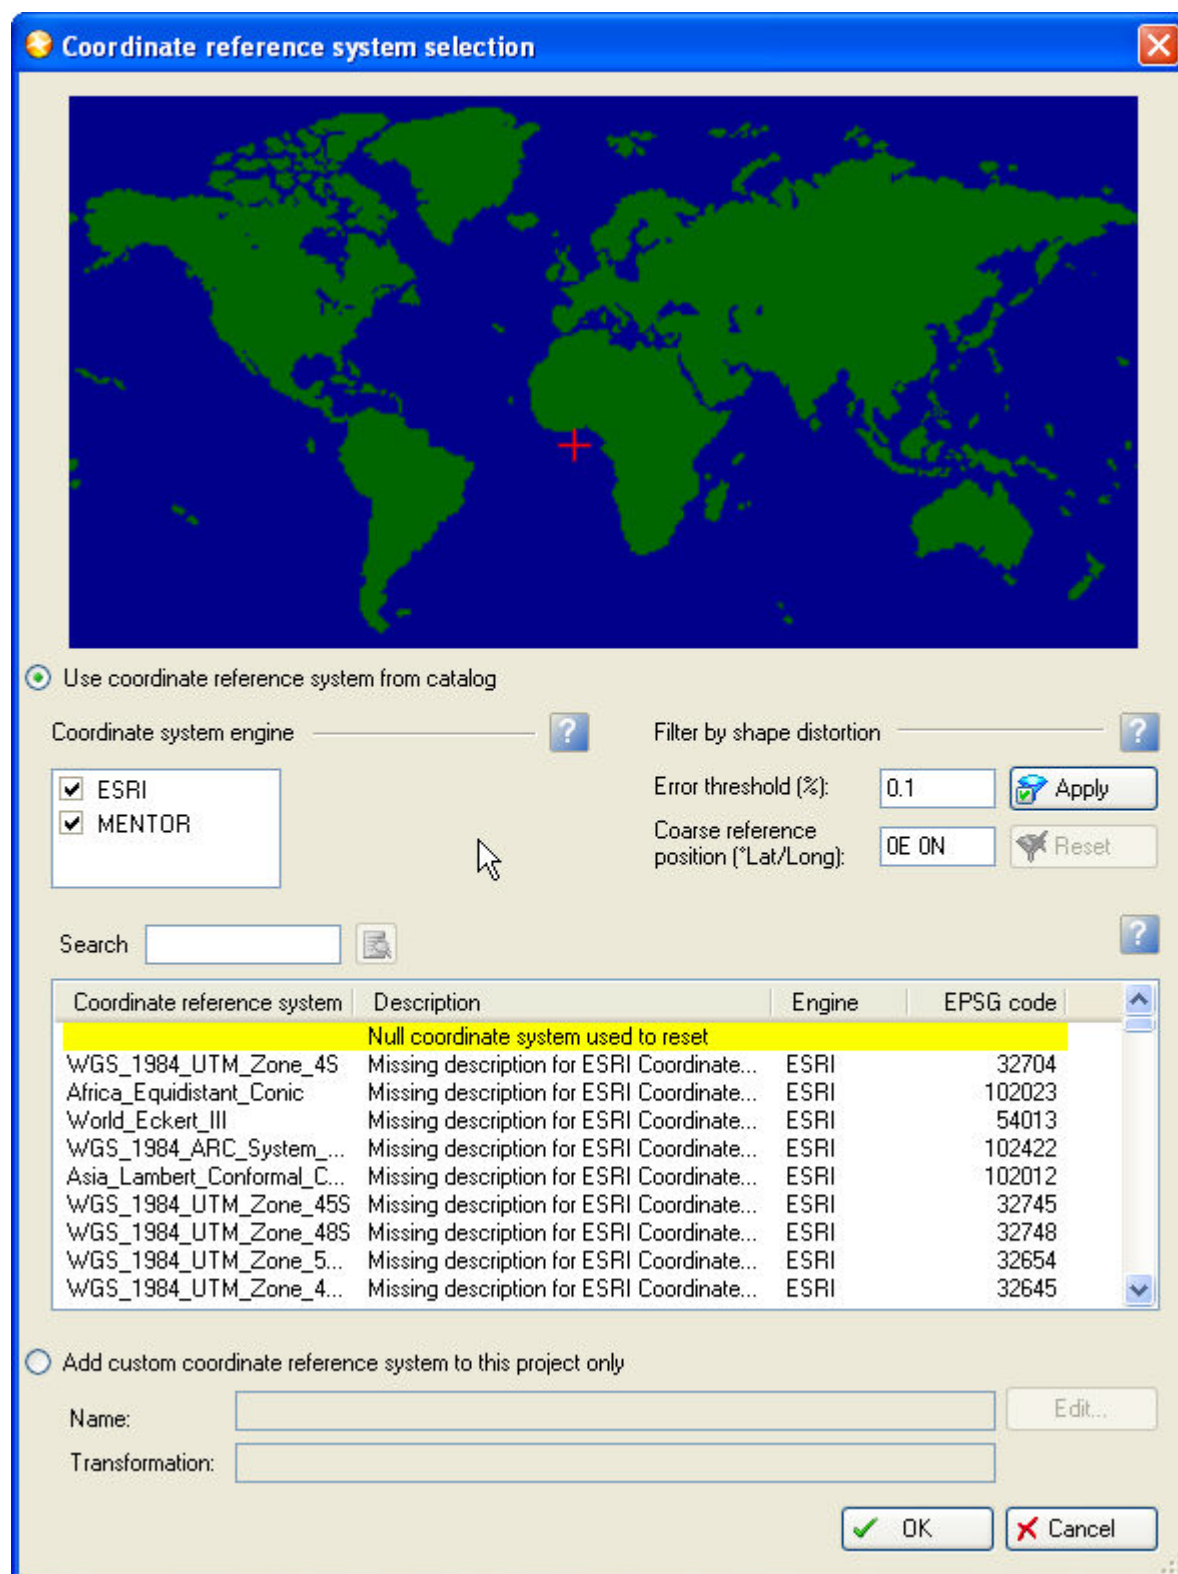 Coordinate reference system selection
Use coordinate reference system from catalog
Coordinate system engine ? Filter by shape distortion ?
ESRI
MENTOR
Error threshold (%): 0.1 Apply
Coarse reference
position (°Lat/Long): 0E 0N Reset
Search ?
Coordinate reference system Description Engine EPSG code
Null coordinate system used to reset
WGS_1984_UTM_Zone_4S Missing description for ESRI Coordinate... ESRI 32704
Africa_Equidistant_Conic Missing description for ESRI Coordinate... ESRI 102023
World_Eckert_III Missing description for ESRI Coordinate... ESRI 54013
WGS_1984_ARC_System_... Missing description for ESRI Coordinate... ESRI 102422
Asia_Lambert_Conformal_C... Missing description for ESRI Coordinate... ESRI 102012
WGS_1984_UTM_Zone_45S Missing description for ESRI Coordinate... ESRI 32745
WGS_1984_UTM_Zone_48S Missing description for ESRI Coordinate... ESRI 32748
WGS_1984_UTM_Zone_5... Missing description for ESRI Coordinate... ESRI 32654
WGS_1984_UTM_Zone_4... Missing description for ESRI Coordinate... ESRI 32645
Add custom coordinate reference system to this project only
Name: Edit...
Transformation:
OK Cancel